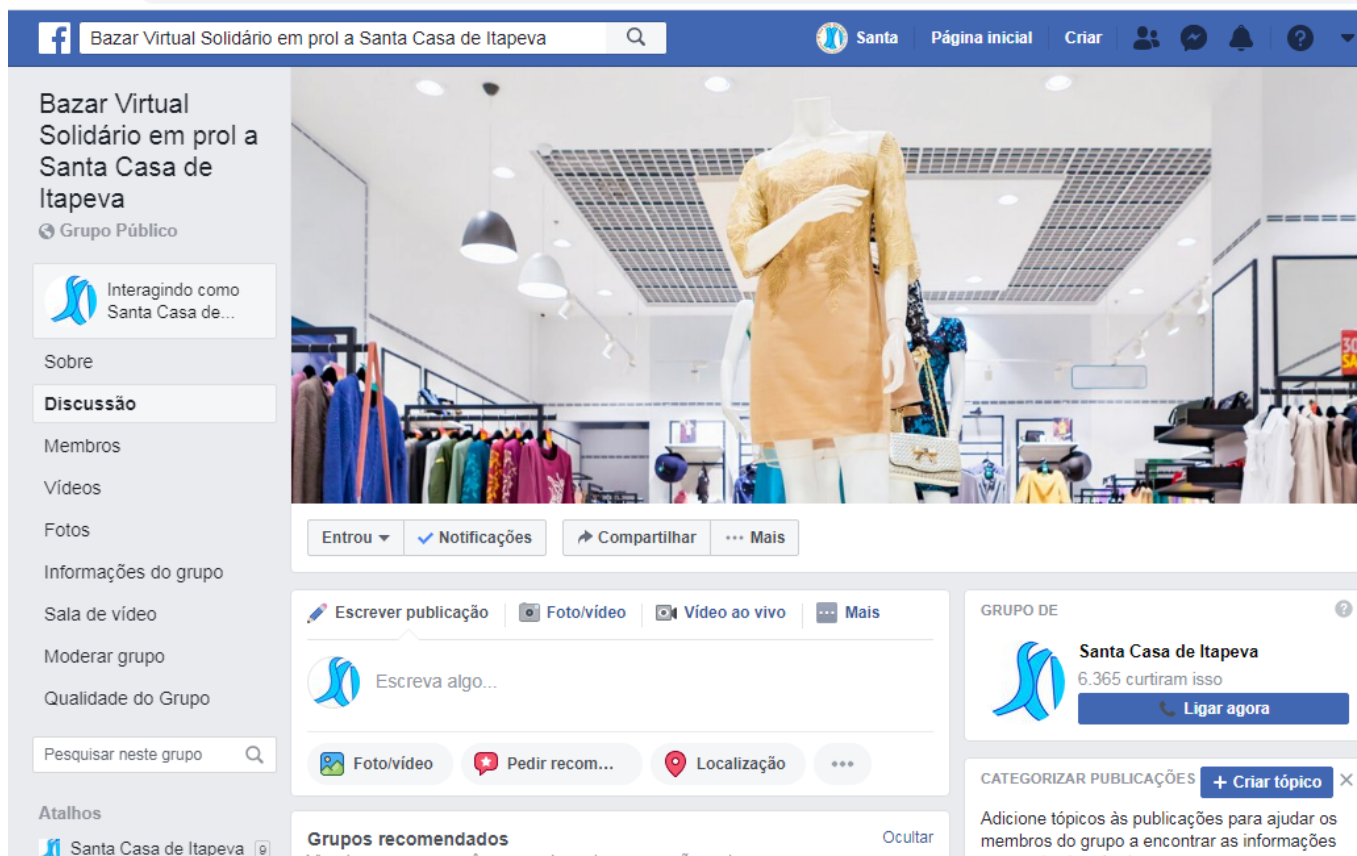 Bazar Virtual Solidário em prol a Santa Casa de Itapeva
Santa
Página inicial
Criar
Bazar Virtual
Solidário em prol a
Santa Casa de
Itapeva
Grupo Público
Interagindo como
Santa Casa de...
Sobre
Discussão
Membros
Vídeos
Fotos
Informações do grupo
Sala de vídeo
Moderar grupo
Qualidade do Grupo
Pesquisar neste grupo
Atalhos
Santa Casa de Itapeva 9
30
SA
Entrou
Notificações
Compartilhar
Mais
Escrever publicação
Foto/vídeo
Vídeo ao vivo
Mais
Escreva algo...
Foto/vídeo
Pedir recom...
Localização
Grupos recomendados
Ocultar
GRUPO DE
Santa Casa de Itapeva
6.365 curtiram isso
Ligar agora
CATEGORIZAR PUBLICAÇÕES
+ Criar tópico
Adicione tópicos às publicações para ajudar os
membros do grupo a encontrar as informações